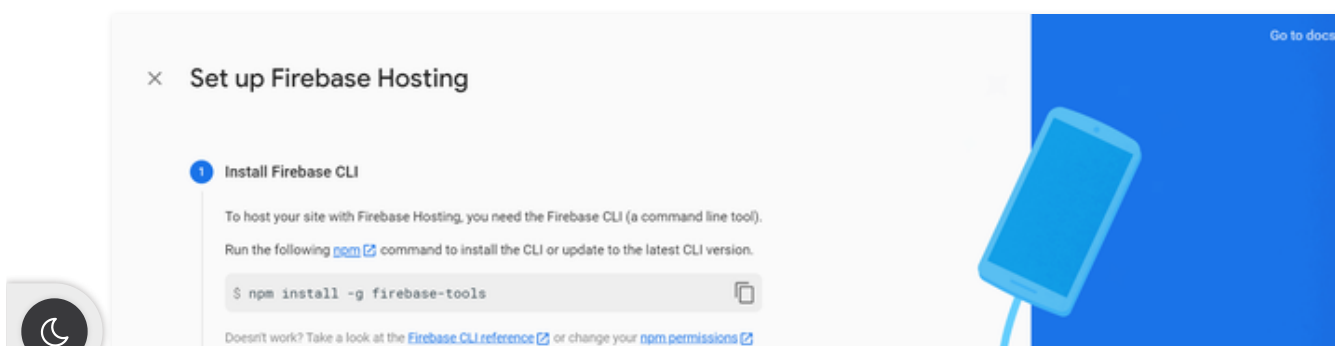 Go to docs
Set up Firebase Hosting
1 Install Firebase CLI
To host your site with Firebase Hosting, you need the Firebase CLI (a command line tool).
Run the following npm command to install the CLI or update to the latest CLI version.
$ npm install -g firebase-tools
Doesn't work? Take a look at the Firebase CLI reference or change your npm permissions